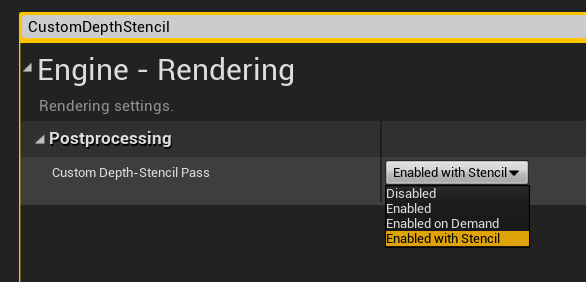 CustomDepthStencil
Engine - Rendering
Rendering settings.
Postprocessing
Custom Depth-Stencil Pass
Enabled with Stencil
Disabled
Enabled
Enabled on Demand
Enabled with Stencil